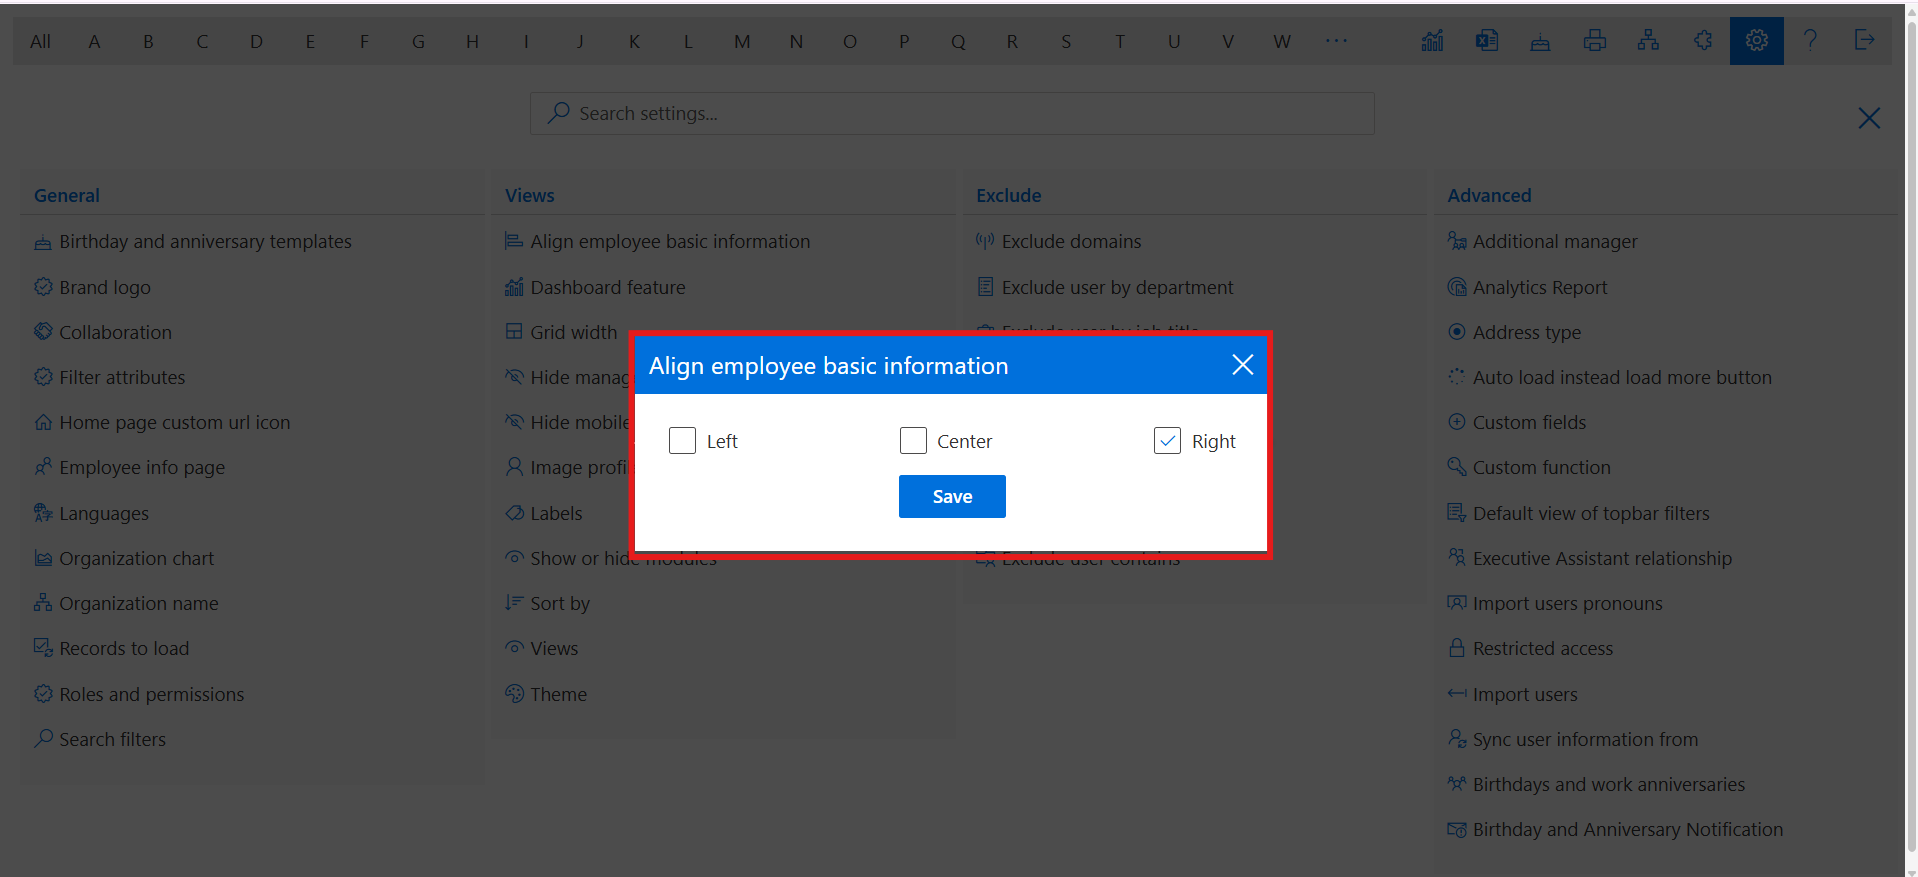 All A B C D E F G H I J K L M N O P Q R S T U V W ...
Search settings...
General
Birthday and anniversary templates
Brand logo
Collaboration
Filter attributes
Home page custom url icon
Employee info page
Languages
Organization chart
Organization name
Records to load
Roles and permissions
Search filters
Views
Align employee basic information
Dashboard feature
Grid width
Hide manag
Hide mobile
Image profi
Labels
Show or hide modules
Sort by
Views
Theme
Exclude
Exclude domains
Exclude user by department
Exclude user by job title
Exclude user contains
Advanced
Additional manager
Analytics Report
Address type
Auto load instead load more button
Custom fields
Custom function
Default view of topbar filters
Executive Assistant relationship
Import users pronouns
Restricted access
Import users
Sync user information from
Birthdays and work anniversaries
Birthday and Anniversary Notification
Align employee basic information
Left Center Right
Save